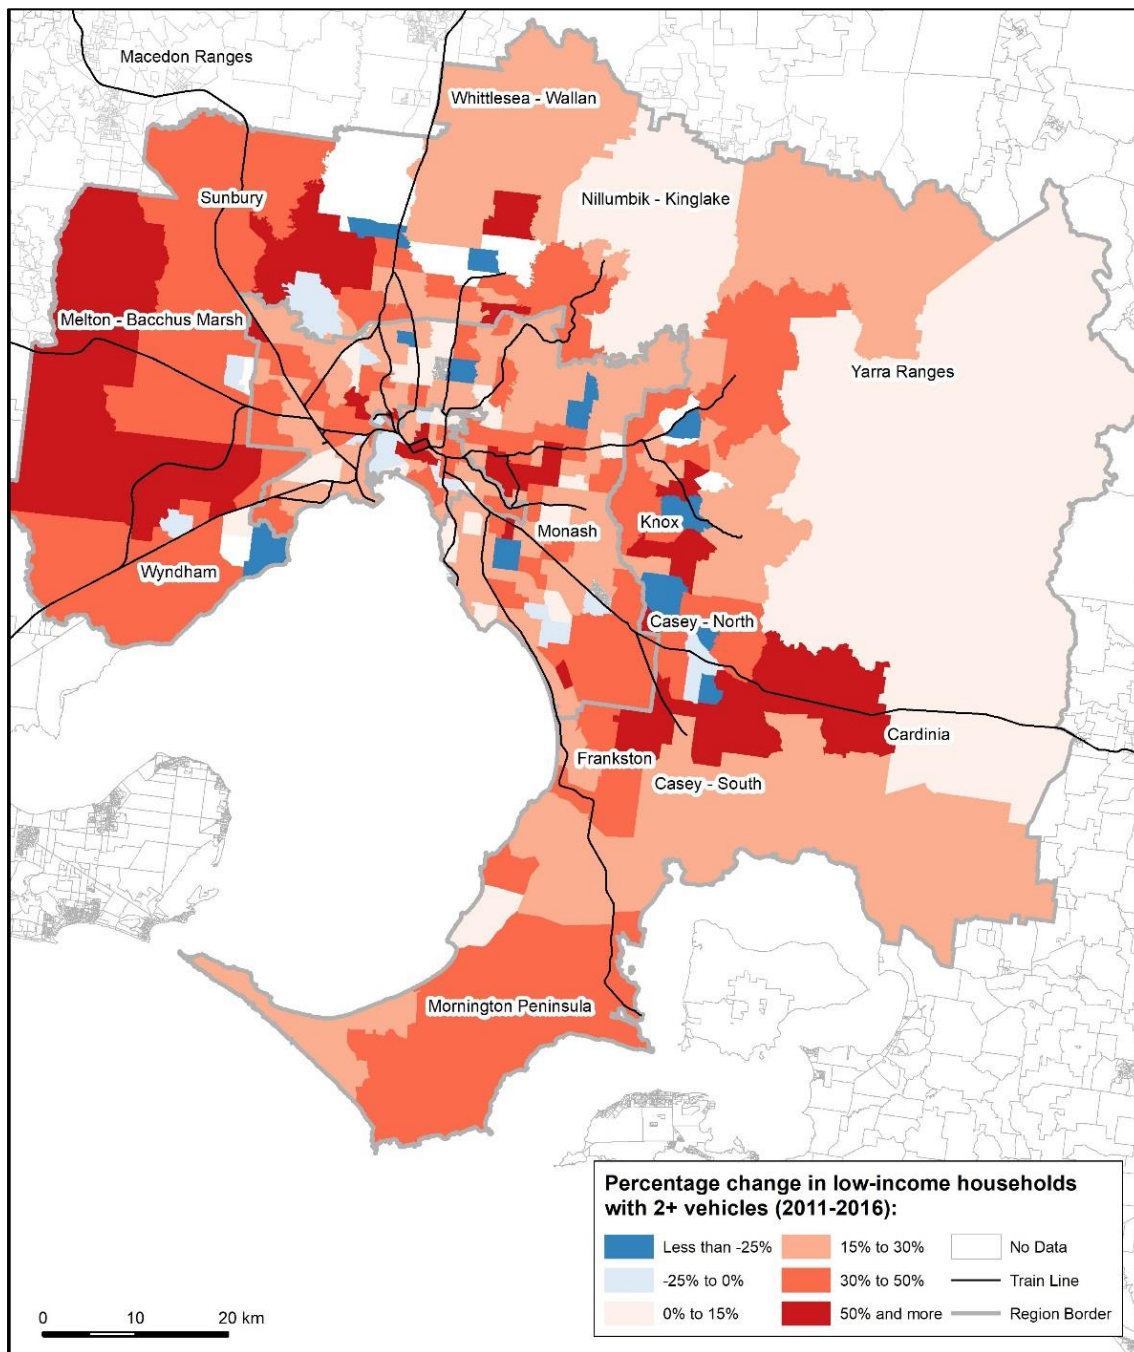 Macedon Ranges
Whittlesea - Wallan
Sunbury
Nillumbik - Kinglake
Melton - Bacchus Marsh
Yarra Ranges
Knox
Monash
Wyndham
Casey - North
Cardinia
Frankston
Casey - South
Mornington Peninsula
Percentage change in low-income households
with 2+ vehicles (2011-2016):
Less than -25%
15% to 30%
No Data
-25% to 0%
30% to 50%
Train Line
0% to 15%
50% and more
Region Border
0 10 20 km